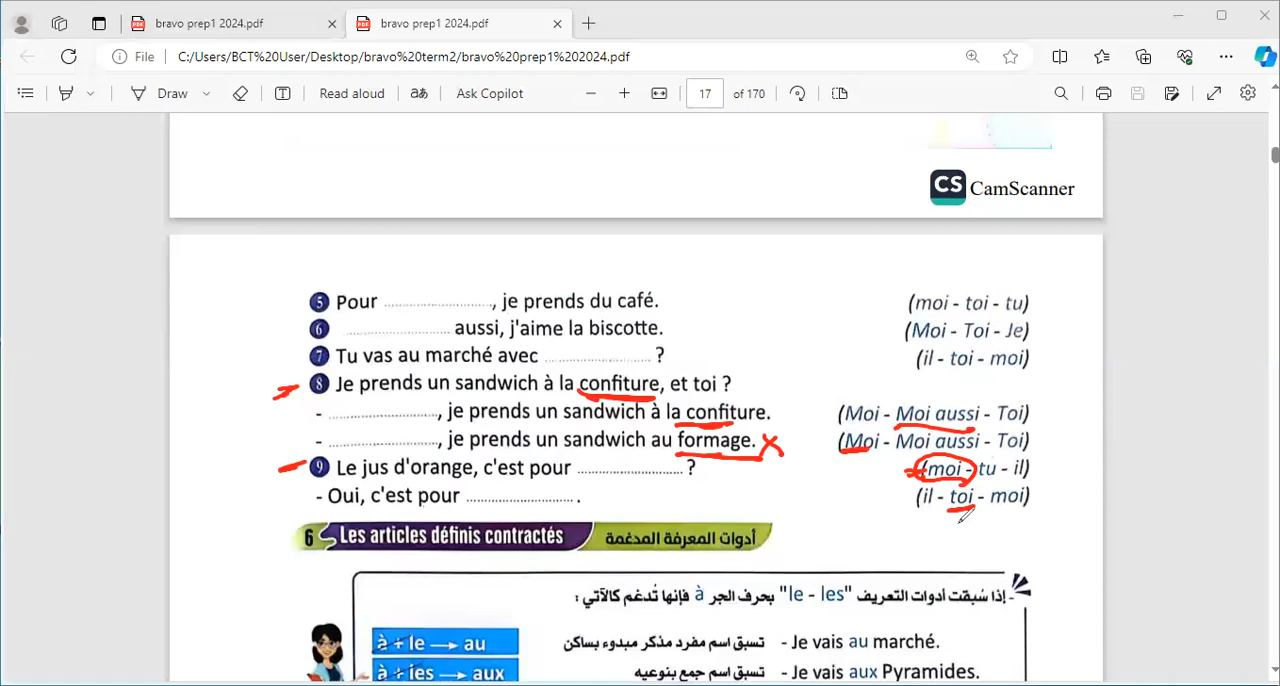 bravo prep1 2024.pdf
bravo prep1 2024.pdf
File
C:/Users/BCT%20User/Desktop/bravo%20term2/bravo%20prep1%202024.pdf
Draw
Read aloud
aあ
Ask Copilot
17
of 170
CS CamScanner
5 Pour ..................., je prends du café. (moi - toi - tu)
6 ................... aussi, j'aime la biscotte. (Moi - Toi - Je)
7 Tu vas au marché avec ................... ? (il - toi - moi)
8 Je prends un sandwich à la confiture, et toi ?
- ..................., je prends un sandwich à la confiture. (Moi - Moi aussi - Toi)
- ..................., je prends un sandwich au formage. (Moi - Moi aussi - Toi)
9 Le jus d'orange, c'est pour ................... ? (moi - tu - il)
- Oui, c'est pour ................... . (il - toi - moi)
6 Les articles définis contractés أدوات المعرفة المدغمة
- إذا سُبقت أدوات التعريف "le - les" بحرف الجر à فإنها تُدغم كالآتي :
à + le → au تسبق اسم مفرد مذكر مبدوء بساكن - Je vais au marché.
à + les → aux تسبق اسم جمع بنوعيه - Je vais aux Pyramides.